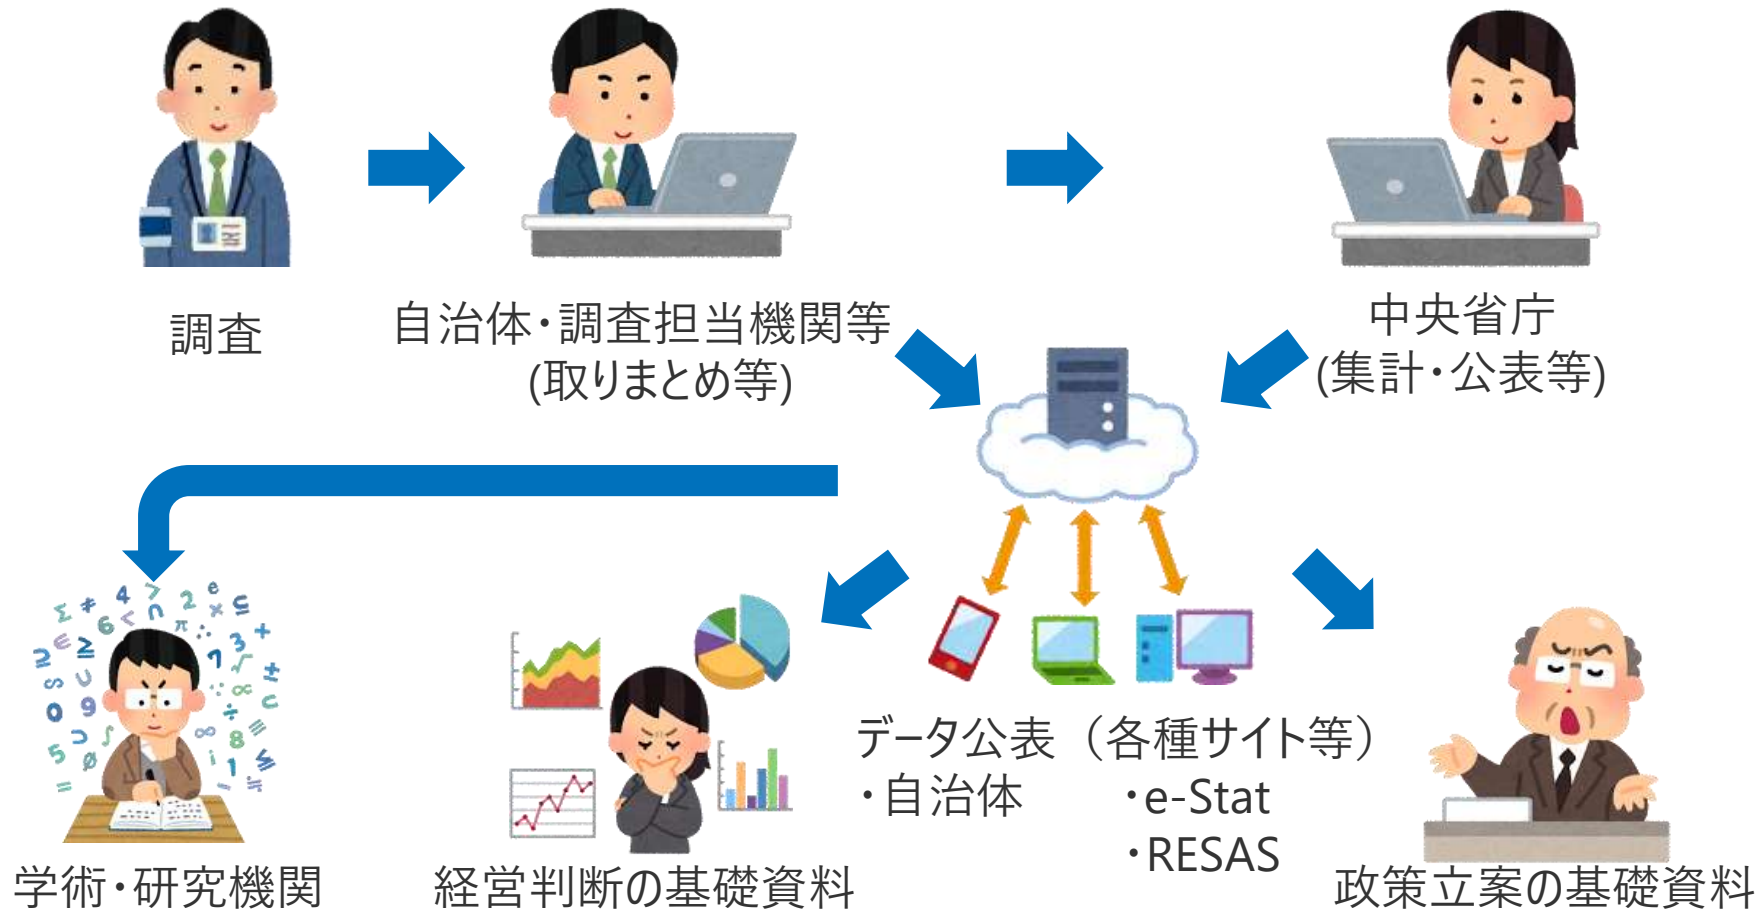 調査
自治体・調査担当機関等
(取りまとめ等)
中央省庁
(集計・公表等)
データ公表（各種サイト等）
・自治体
・e-Stat
・RESAS
学術・研究機関
経営判断の基礎資料
政策立案の基礎資料